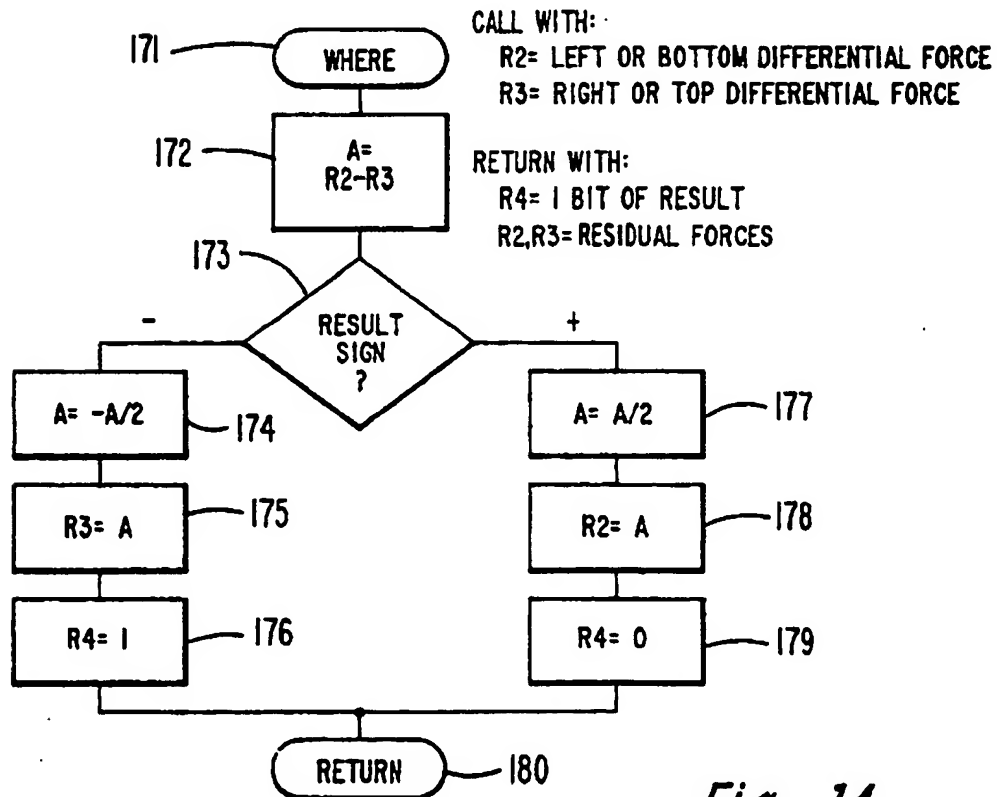 171
WHERE
CALL WITH:
R2= LEFT OR BOTTOM DIFFERENTIAL FORCE
R3= RIGHT OR TOP DIFFERENTIAL FORCE
172
A=
R2-R3
RETURN WITH:
R4= 1 BIT OF RESULT
R2,R3= RESIDUAL FORCES
173
RESULT
SIGN
?
-
+
A= -A/2
174
A= A/2
177
R3= A
175
R2= A
178
R4= 1
176
R4= 0
179
RETURN
180
Fig. 14